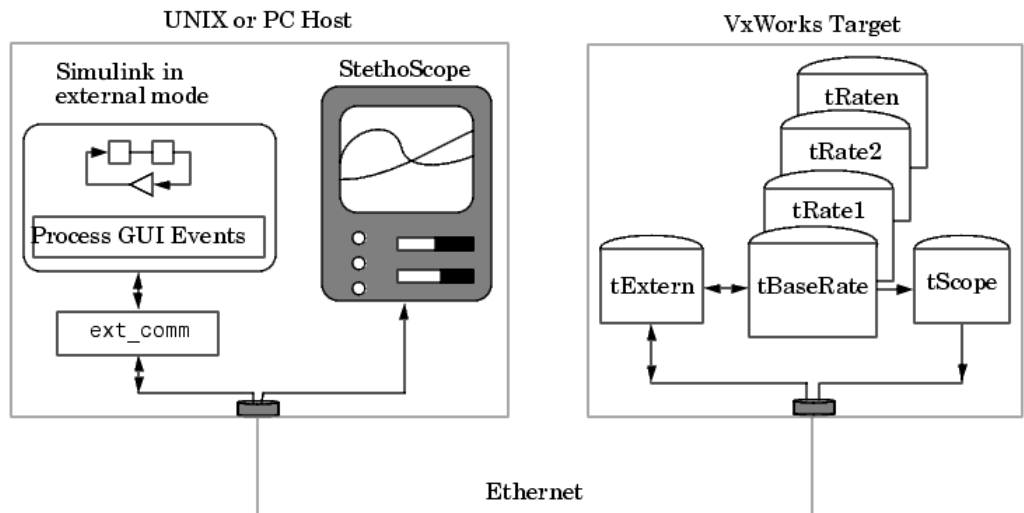 UNIX or PC Host
VxWorks Target
Simulink in
external mode
StethoScope
Process GUI Events
ext_comm
tRaten
tRate2
tRate1
tExtern
tBaseRate
tScope
Ethernet